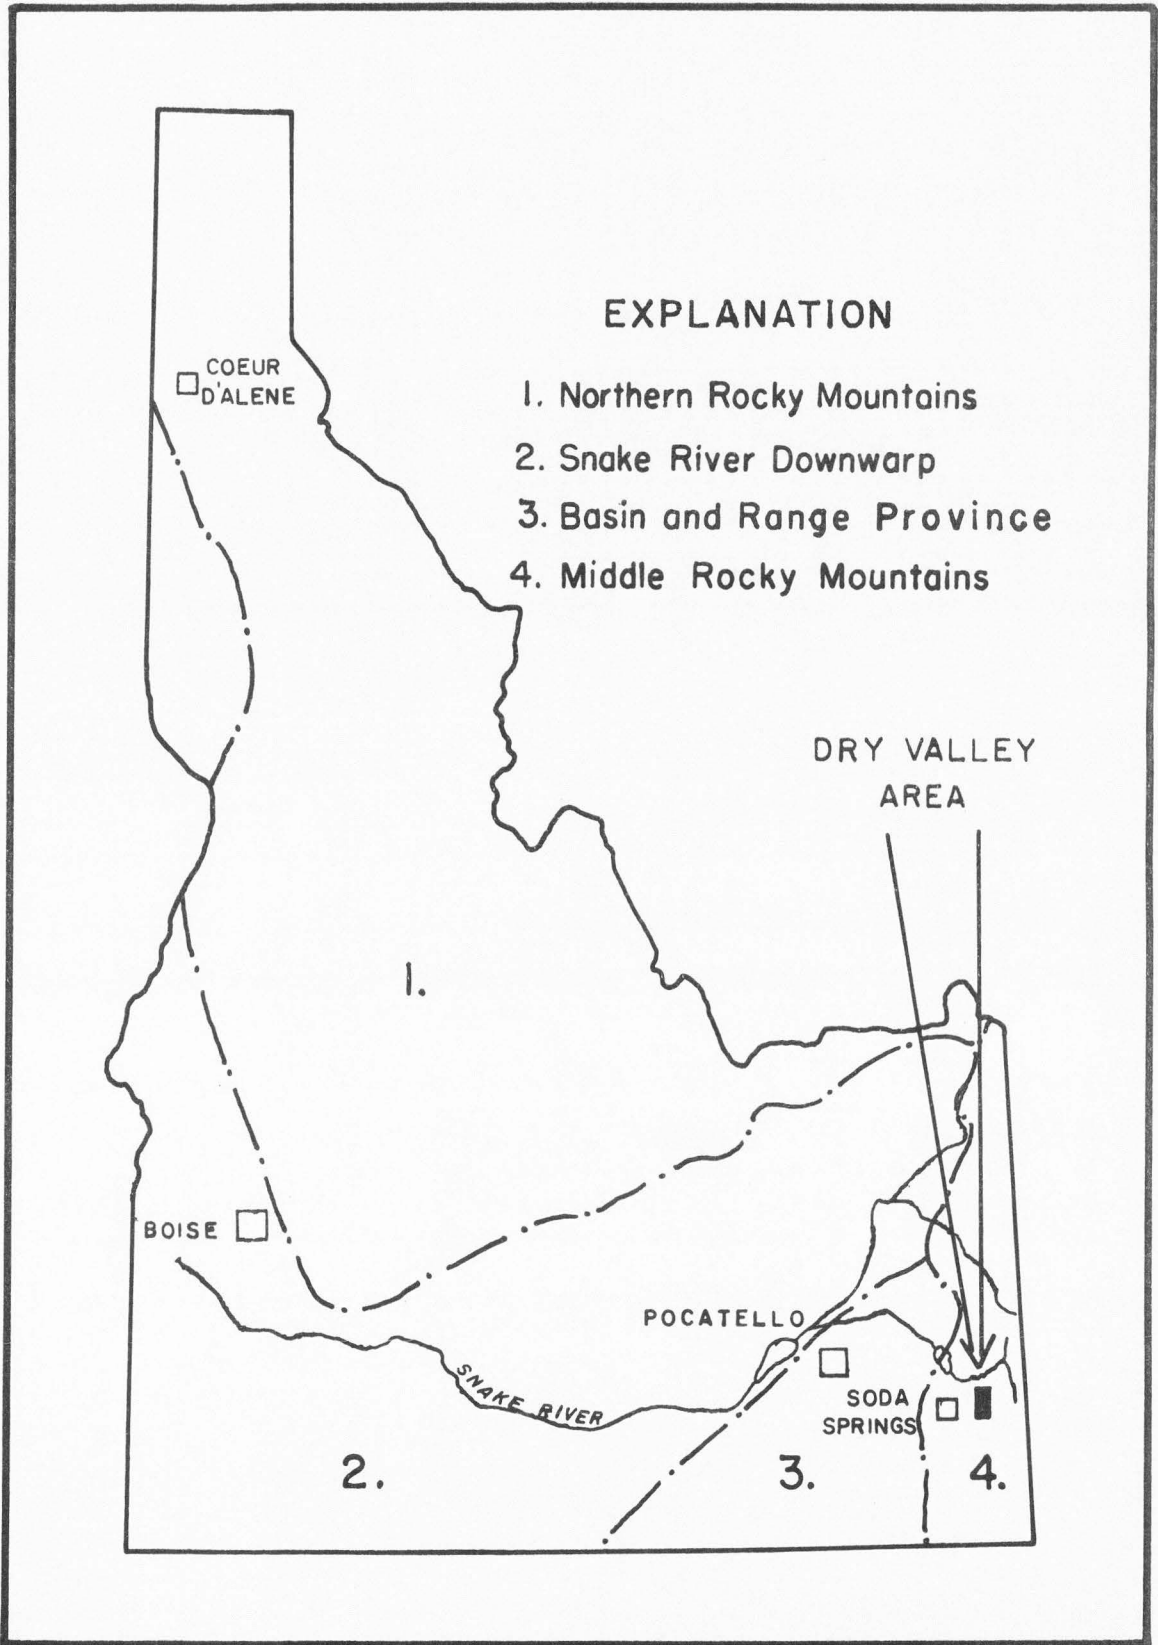 EXPLANATION
1. Northern Rocky Mountains
2. Snake River Downwarp
3. Basin and Range Province
4. Middle Rocky Mountains
COEUR
D'ALENE
DRY VALLEY
AREA
1.
BOISE
POCATELLO
SNAKE RIVER
SODA
SPRINGS
2.
3.
4.